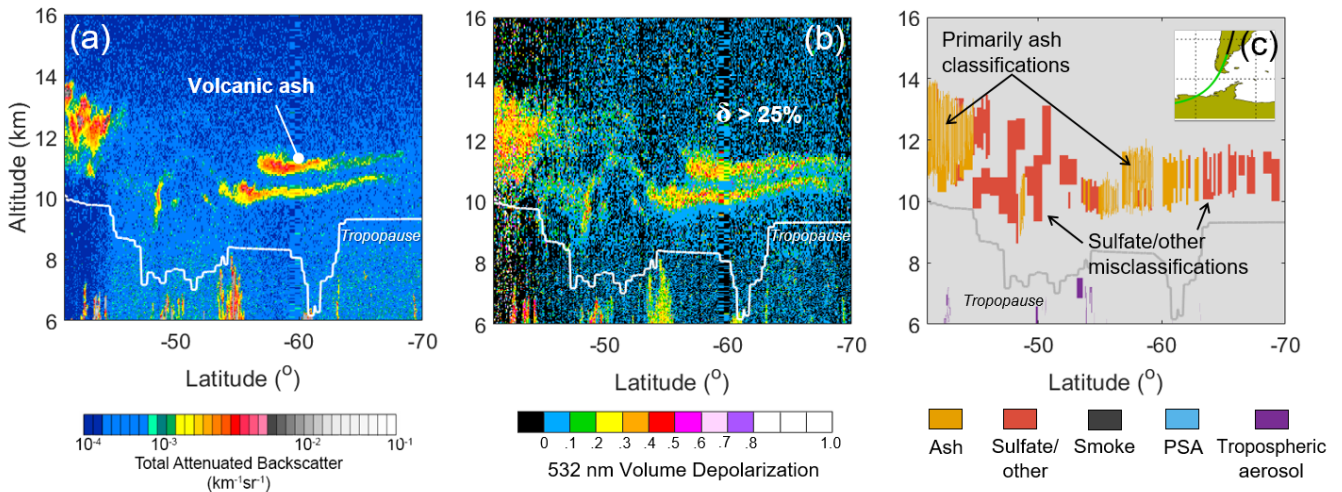 (a)
Altitude (km)
16
14
12
10
8
6
Volcanic ash
Tropopause
-50
-60
-70
Latitude (o)
10-4
10-3
10-2
10-1
Total Attenuated Backscatter
(km-1sr-1)
(b)
16
14
12
10
8
6
δ > 25%
Tropopause
-50
-60
-70
Latitude (o)
0 .1 .2 .3 .4 .5 .6 .7 .8 1.0
532 nm Volume Depolarization
(c)
16
14
12
10
8
6
Primarily ash
classifications
Sulfate/other
misclassifications
Tropopause
-50
-60
-70
Latitude (o)
Ash
Sulfate/
other
Smoke
PSA
Tropospheric
aerosol